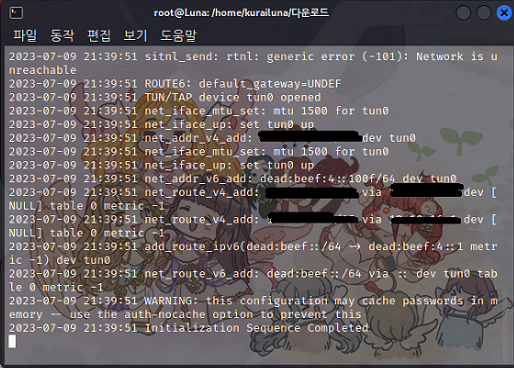 root@Luna: /home/kurailuna/다운로드
파일 동작 편집 보기 도움말
2023-07-09 21:39:51 sitnl_send: rtnl: generic error (-101): Network is u
nreachable
2023-07-09 21:39:51 ROUTE6: default_gateway=UNDEF
2023-07-09 21:39:51 TUN/TAP device tun0 opened
2023-07-09 21:39:51 net_iface_mtu_set: mtu 1500 for tun0
2023-07-09 21:39:51 net_iface_up: set tun0 up
2023-07-09 21:39:51 net_addr_v4_add: dev tun0
2023-07-09 21:39:51 net_iface_mtu_set: mtu 1500 for tun0
2023-07-09 21:39:51 net_iface_up: set tun0 up
2023-07-09 21:39:51 net_addr_v6_add: dead:beef:4::100f/64 dev tun0
2023-07-09 21:39:51 net_route_v4_add: via dev [
NULL] table 0 metric -1
2023-07-09 21:39:51 net_route_v4_add: via dev [
NULL] table 0 metric -1
2023-07-09 21:39:51 add_route_ipv6(dead:beef::/64 -> dead:beef:4::1 metr
ic -1) dev tun0
2023-07-09 21:39:51 net_route_v6_add: dead:beef::/64 via :: dev tun0 tab
le 0 metric -1
2023-07-09 21:39:51 WARNING: this configuration may cache passwords in m
emory -- use the auth-nocache option to prevent this
2023-07-09 21:39:51 Initialization Sequence Completed